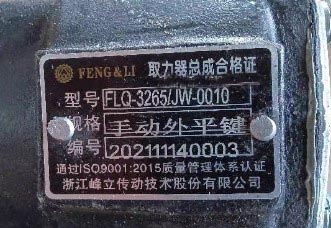 FENG&LI 取力器总成合格证
型号 FLQ-3265/JW-0010
规格 手动外平键
编号 202111140003
通过ISO9001:2015质量管理体系认证
浙江峰立传动技术股份有限公司